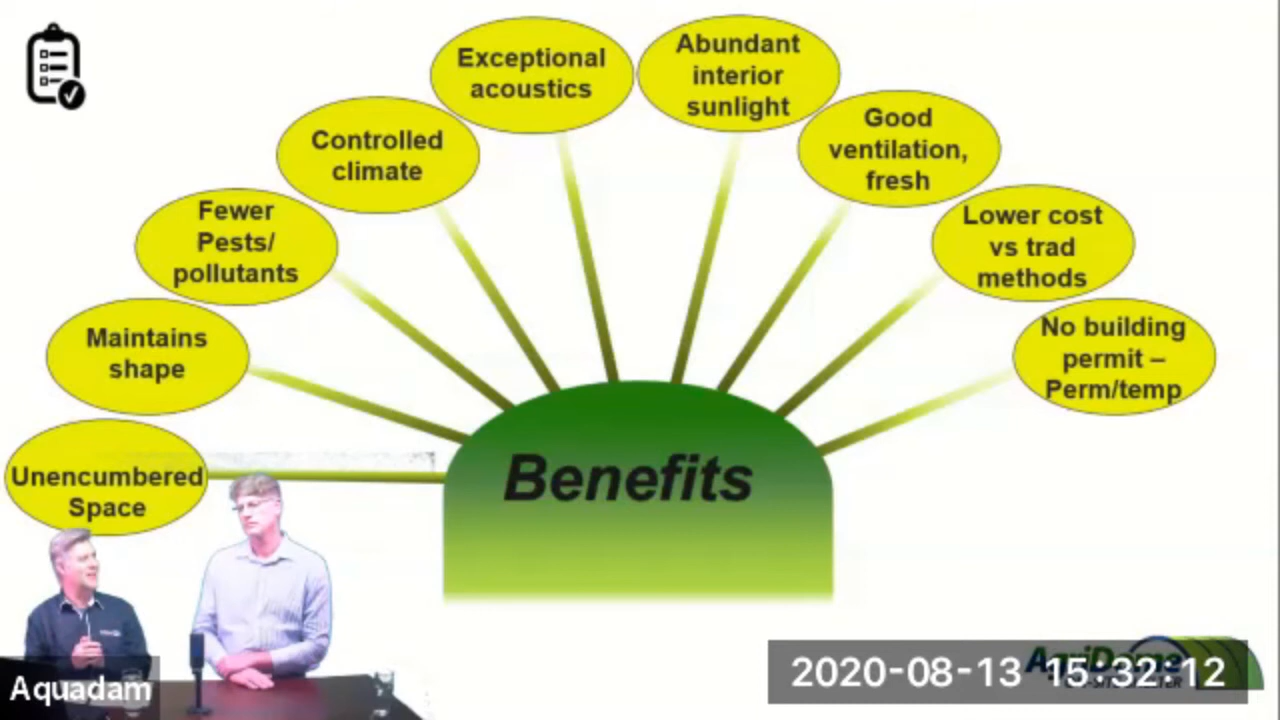 Exceptional
acoustics
Abundant
interior
sunlight
Controlled
climate
Good
ventilation,
fresh
Fewer
Pests/
pollutants
Lower cost
vs trad
methods
Maintains
shape
No building
permit –
Perm/temp
Unencumbered
Space
Benefits
Aquadam
AgriDome
2020-08-13 15:32:12